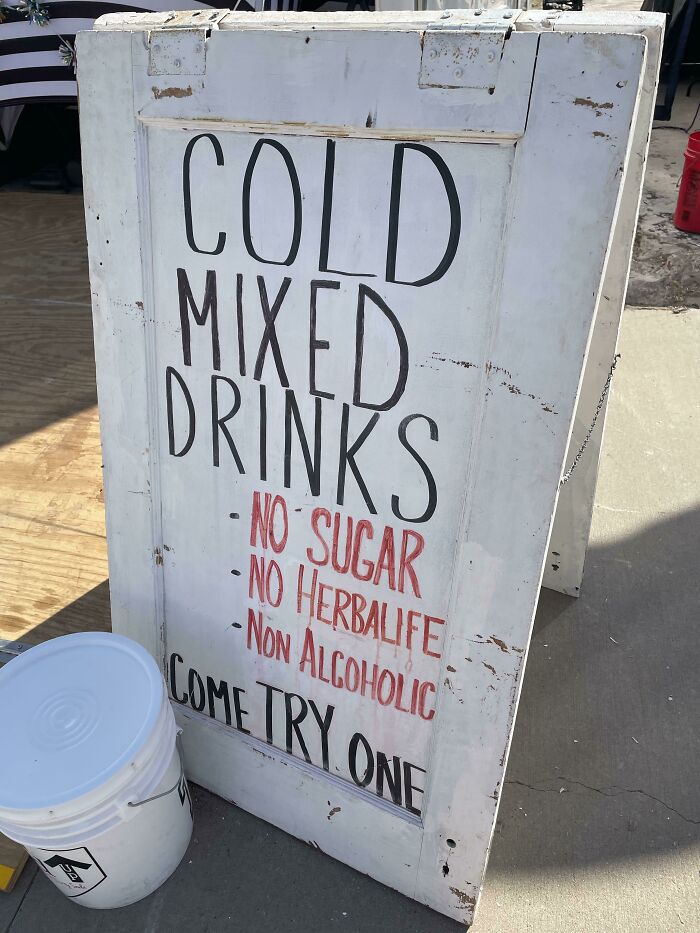 COLD
MIXED
DRINKS
- NO SUGAR
- NO HERBALIFE
- NON ALCOHOLIC
COME TRY ONE